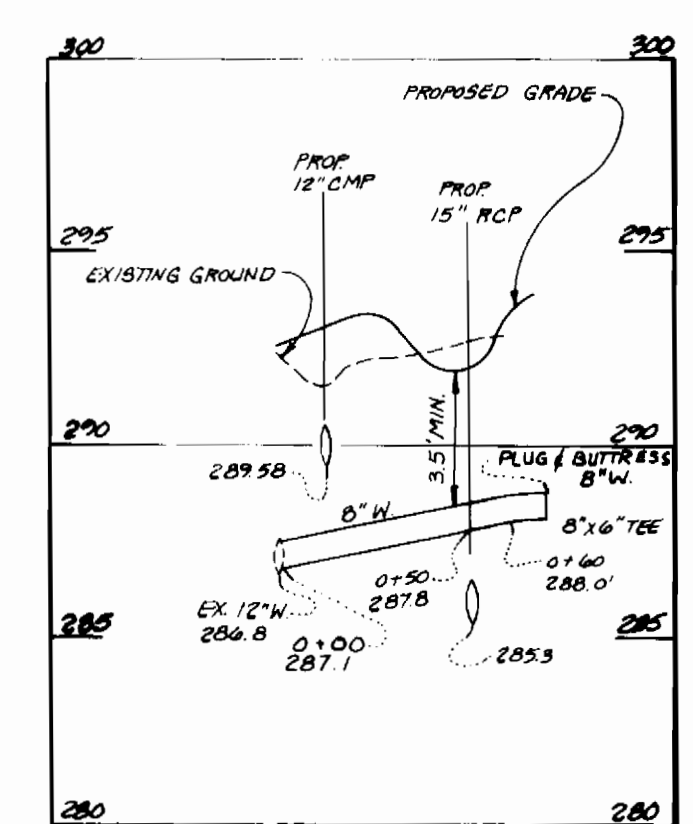 300 300
PROPOSED GRADE
PROP.
12" CMP
PROP.
15" RCP
295 295
EXISTING GROUND
290 290
3.5' MIN.
PLUG & BUTTRESS
8" W.
289.58
8" W.
8" X 6" TEE
0+50
287.8
0+60
288.0'
EX. 12" W.
286.8
0+00
287.1
285 285
285.3
280 280